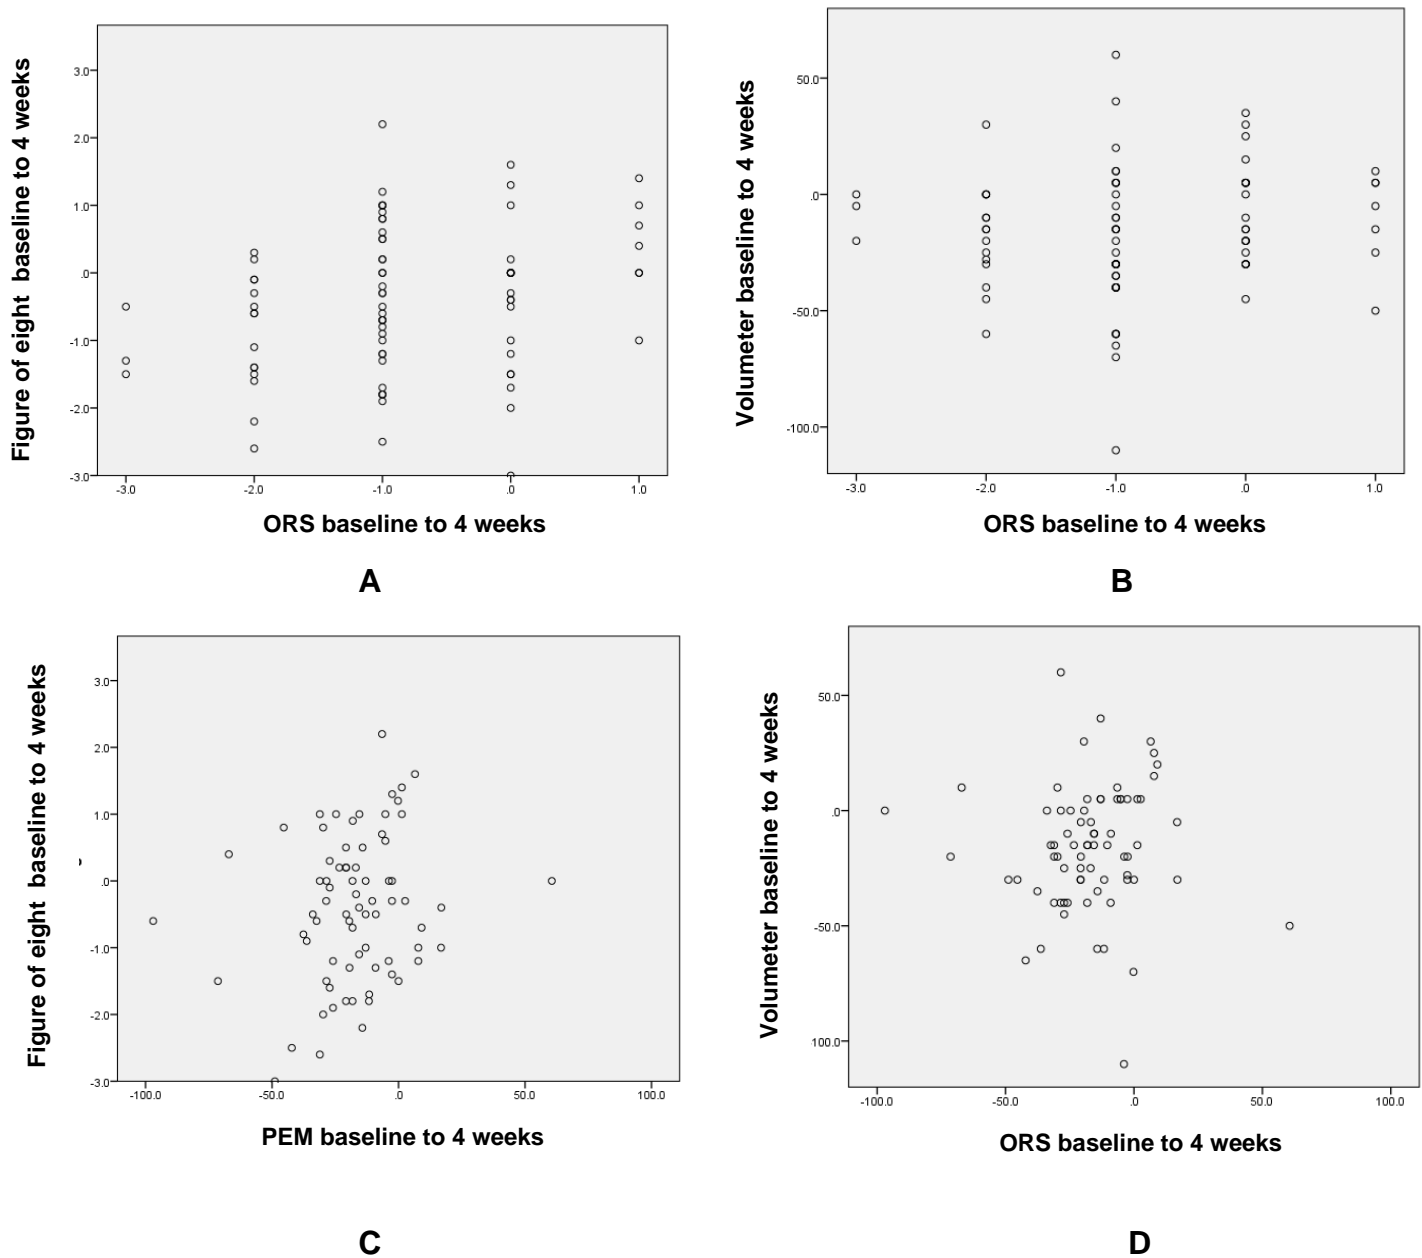 Figure of eight  baseline to 4 weeks
3.0
2.0
1.0
.0
-1.0
-2.0
-3.0
-3.0 -2.0 -1.0 .0 1.0
ORS baseline to 4 weeks
A
Volumeter baseline to 4 weeks
50.0
.0
-50.0
-100.0
-3.0 -2.0 -1.0 .0 1.0
ORS baseline to 4 weeks
B
Figure of eight  baseline to 4 weeks
3.0
2.0
1.0
.0
-1.0
-2.0
-3.0
-100.0 -50.0 .0 50.0 100.0
PEM baseline to 4 weeks
C
Volumeter baseline to 4 weeks
50.0
.0
-50.0
100.0
-100.0 -50.0 .0 50.0 100.0
ORS baseline to 4 weeks
D